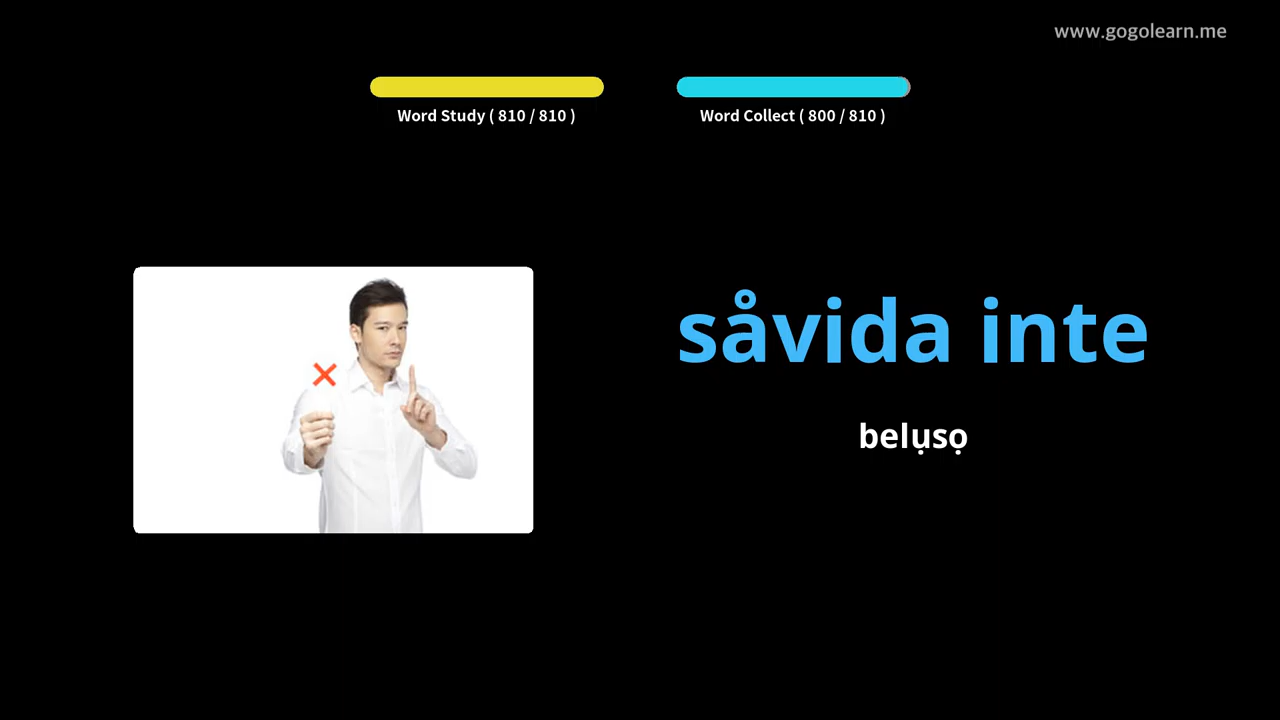 www.gogolearn.me
Word Study ( 810 / 810 )
Word Collect ( 800 / 810 )
såvida inte
belụsọ